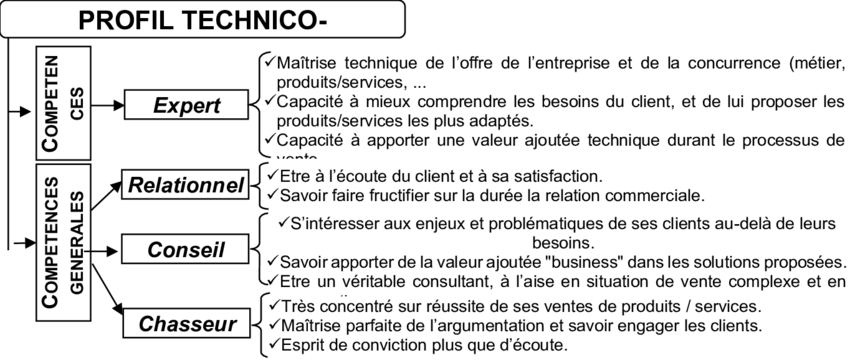 PROFIL TECHNICO-
COMPETEN
CES
Expert
✓Maîtrise technique de l'offre de l'entreprise et de la concurrence (métier,
produits/services, ...
✓Capacité à mieux comprendre les besoins du client, et de lui proposer les
produits/services les plus adaptés.
✓Capacité à apporter une valeur ajoutée technique durant le processus de
vente
COMPETENCES
GENERALES
Relationnel
✓Etre à l'écoute du client et à sa satisfaction.
✓Savoir faire fructifier sur la durée la relation commerciale.
Conseil
✓S'intéresser aux enjeux et problématiques de ses clients au-delà de leurs
besoins.
✓Savoir apporter de la valeur ajoutée "business" dans les solutions proposées.
✓Etre un véritable consultant, à l'aise en situation de vente complexe et en
Chasseur
✓Très concentré sur réussite de ses ventes de produits / services.
✓Maîtrise parfaite de l'argumentation et savoir engager les clients.
✓Esprit de conviction plus que d'écoute.